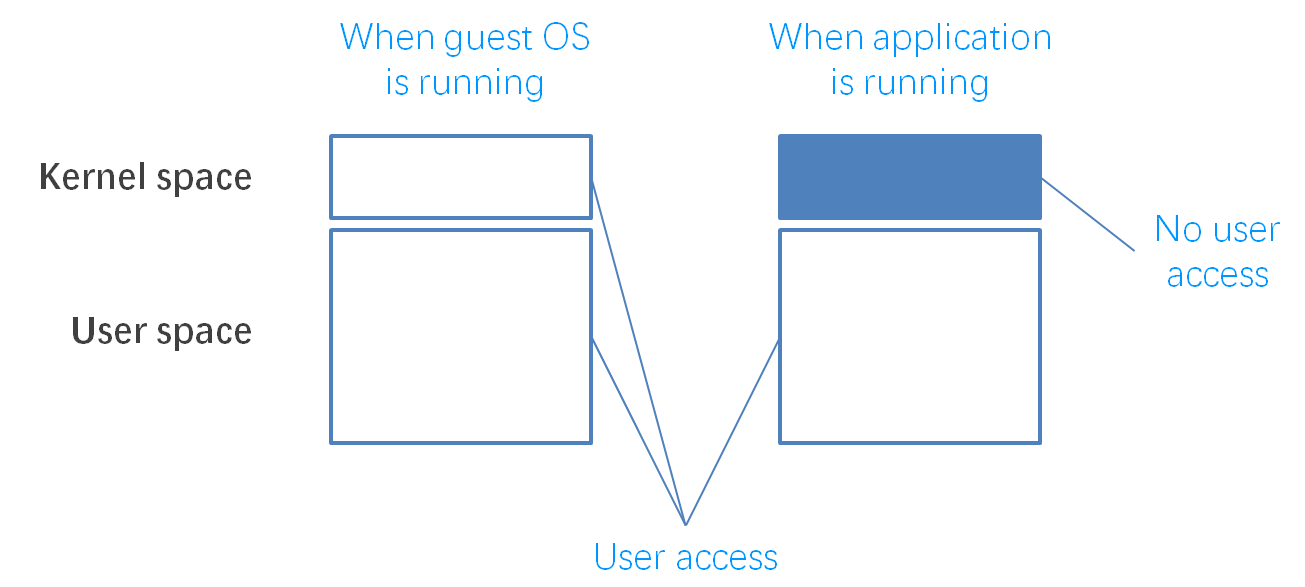 When guest OS
is running
When application
is running
Kernel space
No user
access
User space
User access